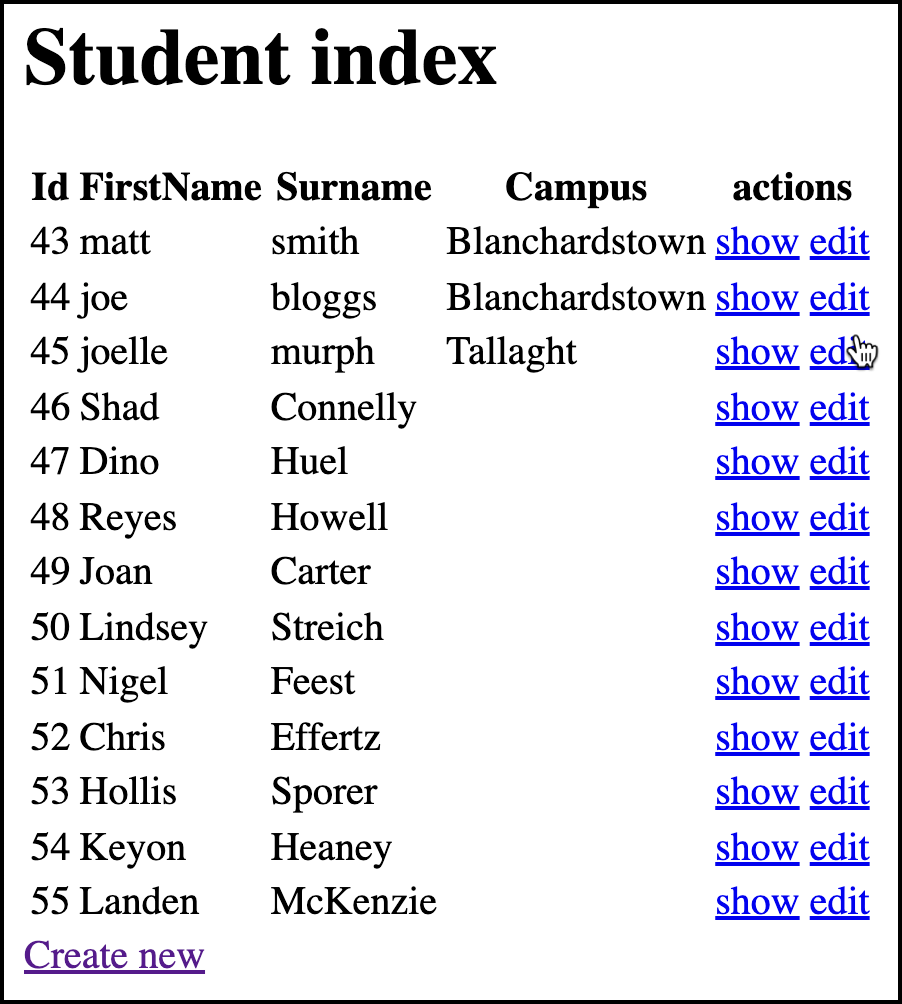 Student index
Id FirstName Surname Campus actions
43 matt smith Blanchardstown show edit
44 joe bloggs Blanchardstown show edit
45 joelle murph Tallaght show edit
46 Shad Connelly show edit
47 Dino Huel show edit
48 Reyes Howell show edit
49 Joan Carter show edit
50 Lindsey Streich show edit
51 Nigel Feest show edit
52 Chris Effertz show edit
53 Hollis Sporer show edit
54 Keyon Heaney show edit
55 Landen McKenzie show edit
Create new